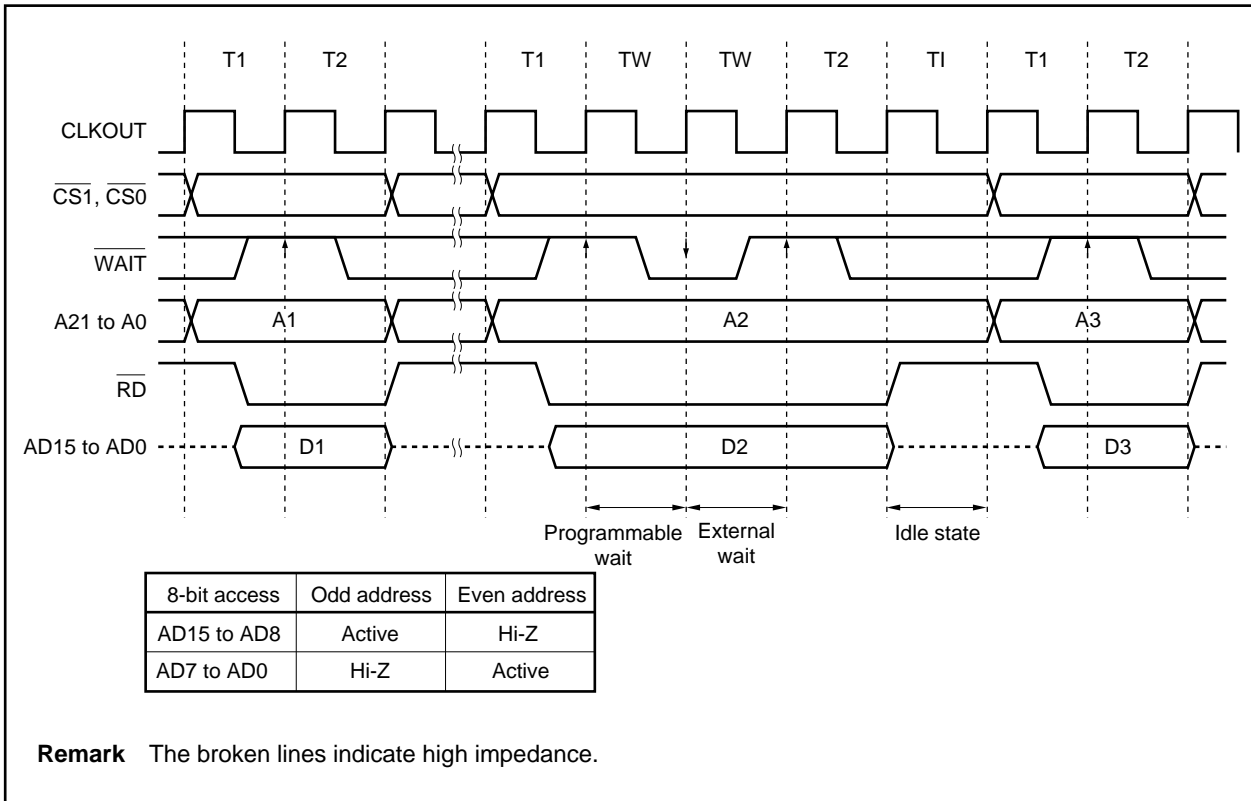 T1 T2 T1 TW TW T2 TI T1 T2
CLKOUT
CS1, CS0
WAIT
A21 to A0 A1 A2 A3
RD
AD15 to AD0 D1 D2 D3
Programmable wait
External wait
Idle state
8-bit access Odd address Even address
AD15 to AD8 Active Hi-Z
AD7 to AD0 Hi-Z Active
Remark The broken lines indicate high impedance.